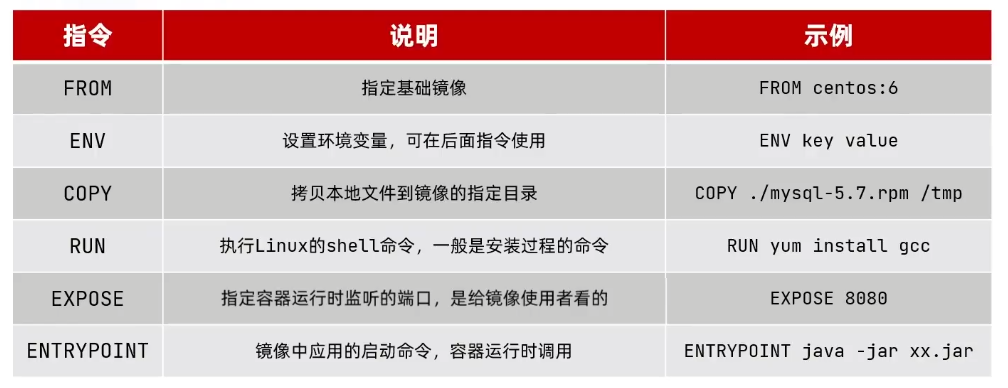 指令 说明 示例
FROM 指定基础镜像 FROM centos:6
ENV 设置环境变量，可在后面指令使用 ENV key value
COPY 拷贝本地文件到镜像的指定目录 COPY ./mysql-5.7.rpm /tmp
RUN 执行Linux的shell命令，一般是安装过程的命令 RUN yum install gcc
EXPOSE 指定容器运行时监听的端口，是给镜像使用者看的 EXPOSE 8080
ENTRYPOINT 镜像中应用的启动命令，容器运行时调用 ENTRYPOINT java -jar xx.jar